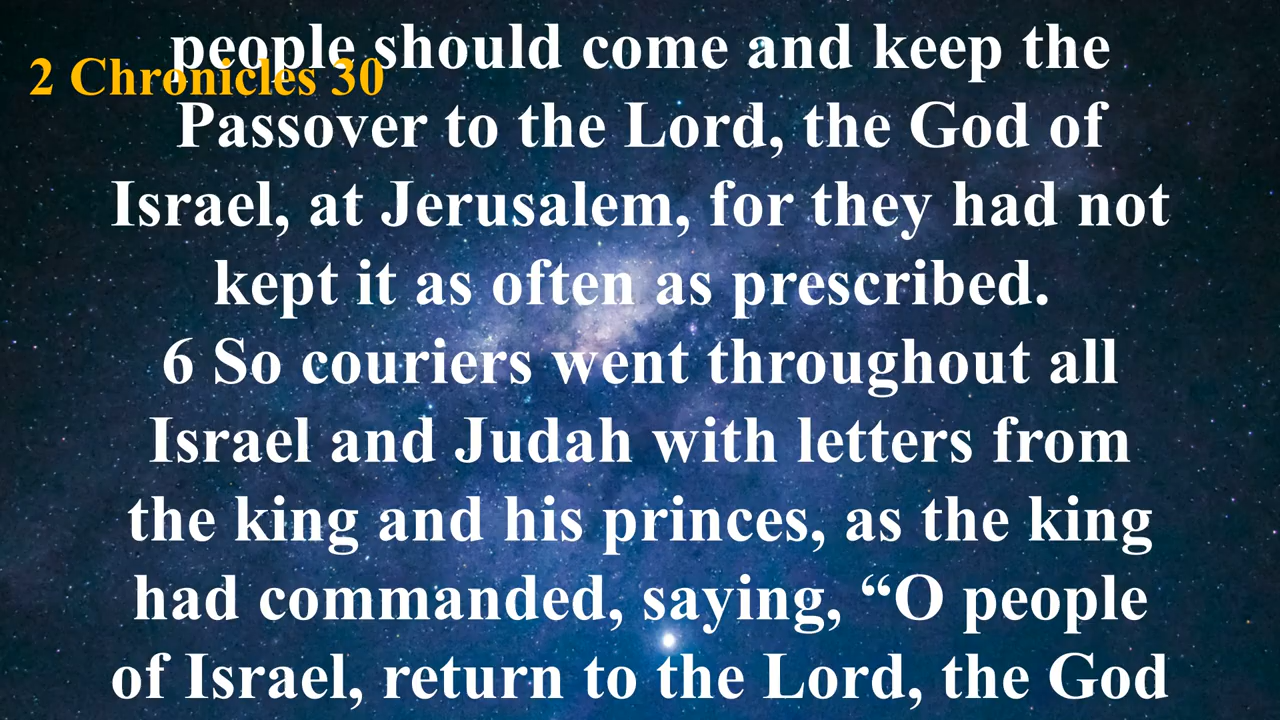 people should come and keep the
2 Chronicles 30
Passover to the Lord, the God of
Israel, at Jerusalem, for they had not
kept it as often as prescribed.
6 So couriers went throughout all
Israel and Judah with letters from
the king and his princes, as the king
had commanded, saying, “O people
of Israel, return to the Lord, the God